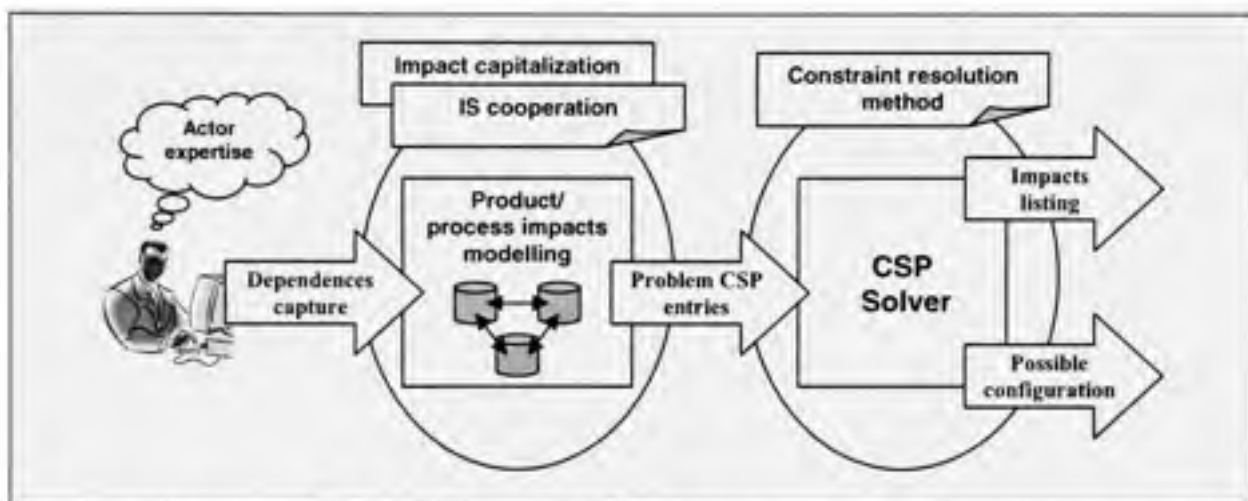 Actor
expertise
Impact capitalization
IS cooperation
Product/
process impacts
modelling
Dependences
capture
Problem CSP
entries
Constraint resolution
method
CSP
Solver
Impacts
listing
Possible
configuration